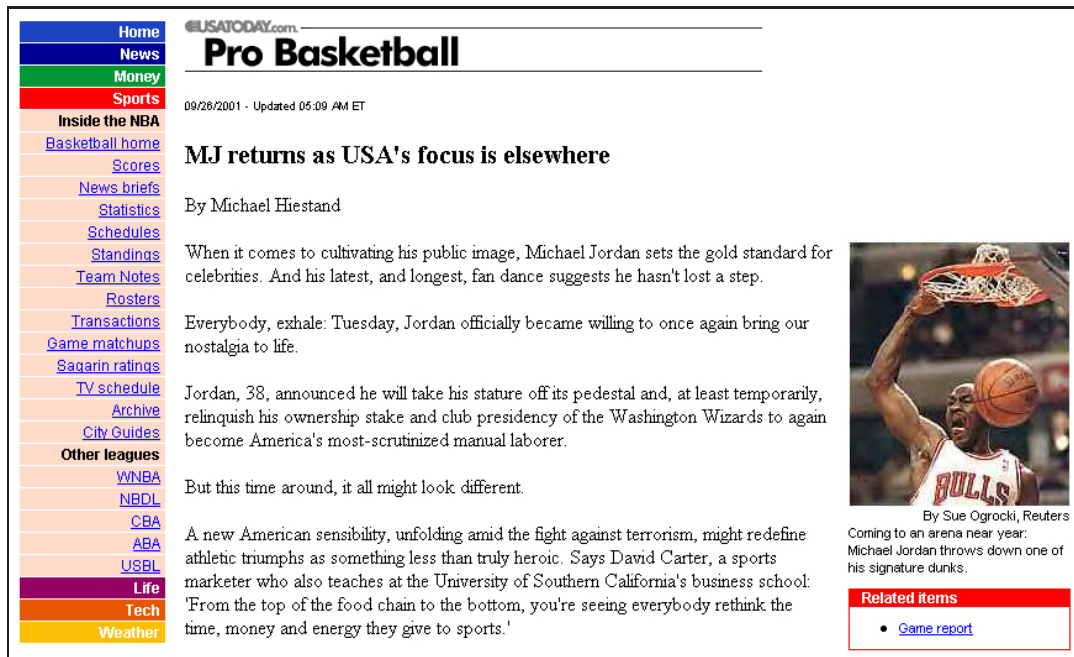 Home
News
Money
Sports
Inside the NBA
Basketball home
Scores
News briefs
Statistics
Schedules
Standings
Team Notes
Rosters
Transactions
Game matchups
Sagarin ratings
TV schedule
Archive
City Guides
Other leagues
WNBA
NBDL
CBA
ABA
USBL
Life
Tech
Weather
USATODAY.com
Pro Basketball
09/26/2001 - Updated 05:09 AM ET
MJ returns as USA's focus is elsewhere
By Michael Hiestand
When it comes to cultivating his public image, Michael Jordan sets the gold standard for
celebrities. And his latest, and longest, fan dance suggests he hasn't lost a step.
Everybody, exhale: Tuesday, Jordan officially became willing to once again bring our
nostalgia to life.
Jordan, 38, announced he will take his stature off its pedestal and, at least temporarily,
relinquish his ownership stake and club presidency of the Washington Wizards to again
become America's most-scrutinized manual laborer.
But this time around, it all might look different.
A new American sensibility, unfolding amid the fight against terrorism, might redefine
athletic triumphs as something less than truly heroic. Says David Carter, a sports
marketer who also teaches at the University of Southern California's business school:
'From the top of the food chain to the bottom, you're seeing everybody rethink the
time, money and energy they give to sports.'
BULLS
By Sue Ogrocki, Reuters
Coming to an arena near year:
Michael Jordan throws down one of
his signature dunks.
Related items
Game report